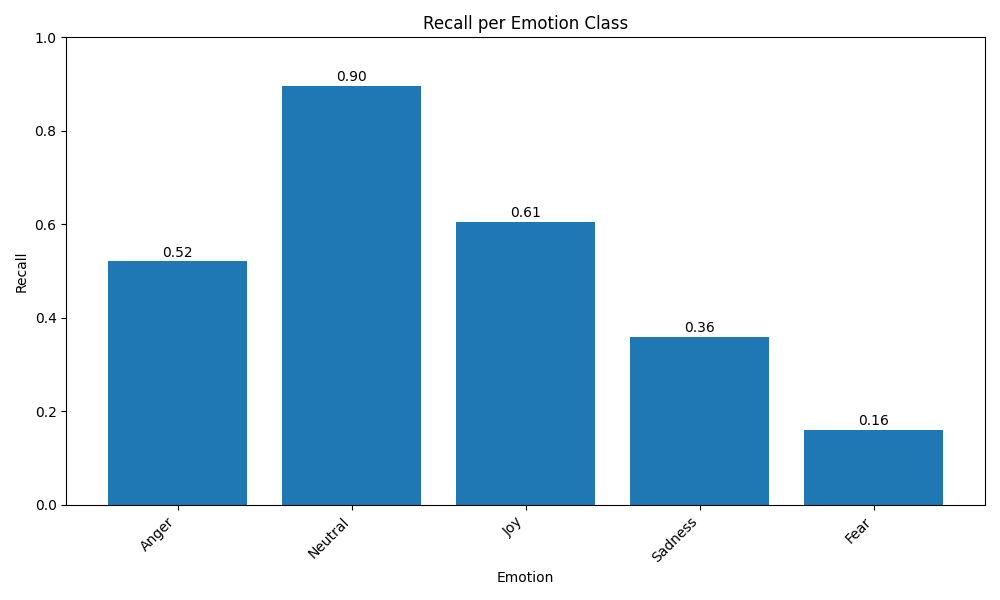 Recall per Emotion Class
1.0
0.8
0.6
0.4
0.2
0.0
Recall
0.52
0.90
0.61
0.36
0.16
Anger
Neutral
Joy
Sadness
Fear
Emotion